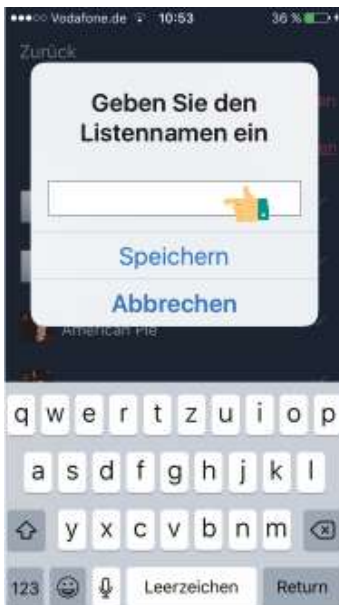 Vodafone.de 10:53 36 %
Zurück
Geben Sie den
Listennamen ein
Speichern
Abbrechen
American Pie
q w e r t z u i o p
a s d f g h j k l
y x c v b n m
123 Leerzeichen Return